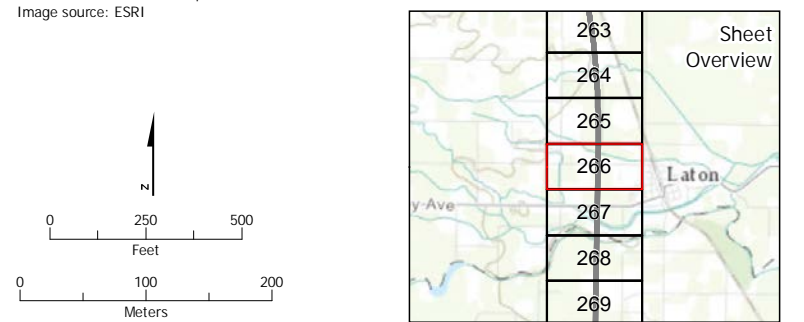 Image source: ESRI
N
0 250 500
Feet
0 100 200
Meters
Sheet
Overview
263
264
265
266
267
268
269
Laton
y-Ave